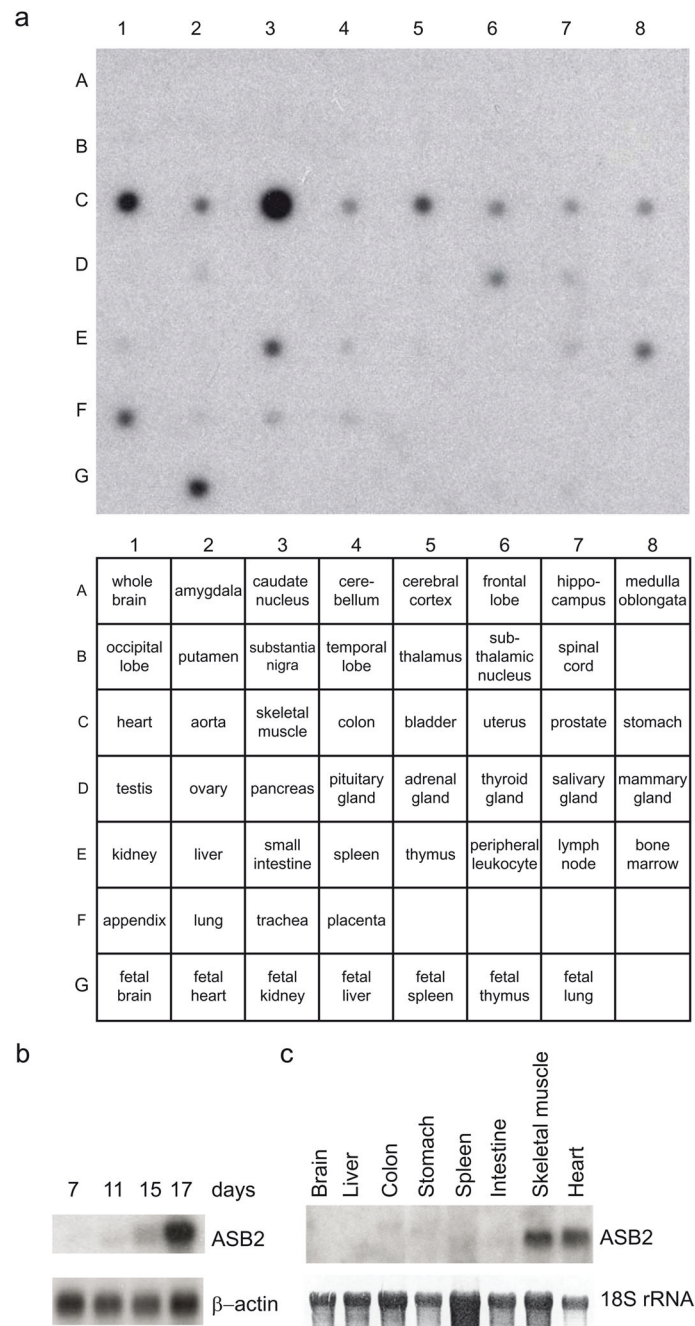 a
1 2 3 4 5 6 7 8
A
B
C
D
E
F
G
1 2 3 4 5 6 7 8
A
whole
brain
amygdala
caudate
nucleus
cere-
bellum
cerebral
cortex
frontal
lobe
hippo-
campus
medulla
oblongata
B
occipital
lobe
putamen
substantia
nigra
temporal
lobe
thalamus
sub-
thalamic
nucleus
spinal
cord
C
heart
aorta
skeletal
muscle
colon
bladder
uterus
prostate
stomach
D
testis
ovary
pancreas
pituitary
gland
adrenal
gland
thyroid
gland
salivary
gland
mammary
gland
E
kidney
liver
small
intestine
spleen
thymus
peripheral
leukocyte
lymph
node
bone
marrow
F
appendix
lung
trachea
placenta
G
fetal
brain
fetal
heart
fetal
kidney
fetal
liver
fetal
spleen
fetal
thymus
fetal
lung
b
7 11 15 17 days
ASB2
β–actin
c
Brain
Liver
Colon
Stomach
Spleen
Intestine
Skeletal muscle
Heart
ASB2
18S rRNA